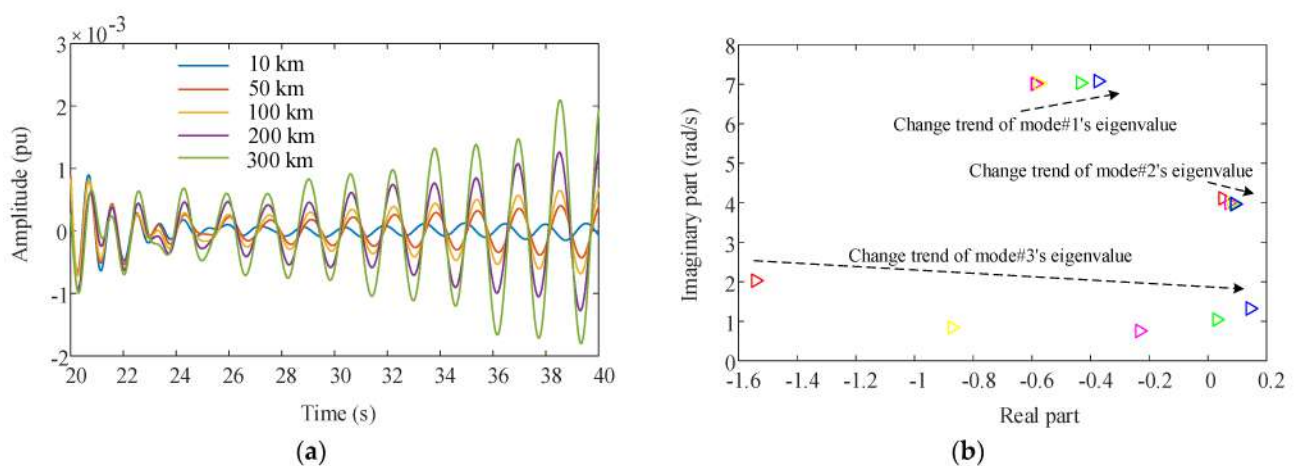 × 10⁻³
3
2
1
0
-1
-2
Amplitude (pu)
10 km
50 km
100 km
200 km
300 km
20 22 24 26 28 30 32 34 36 38 40
Time (s)
(a)
8
7
6
5
4
3
2
1
0
Imaginary part (rad/s)
Change trend of mode#1's eigenvalue
Change trend of mode#2's eigenvalue
Change trend of mode#3's eigenvalue
-1.6 -1.4 -1.2 -1 -0.8 -0.6 -0.4 -0.2 0 0.2
Real part
(b)